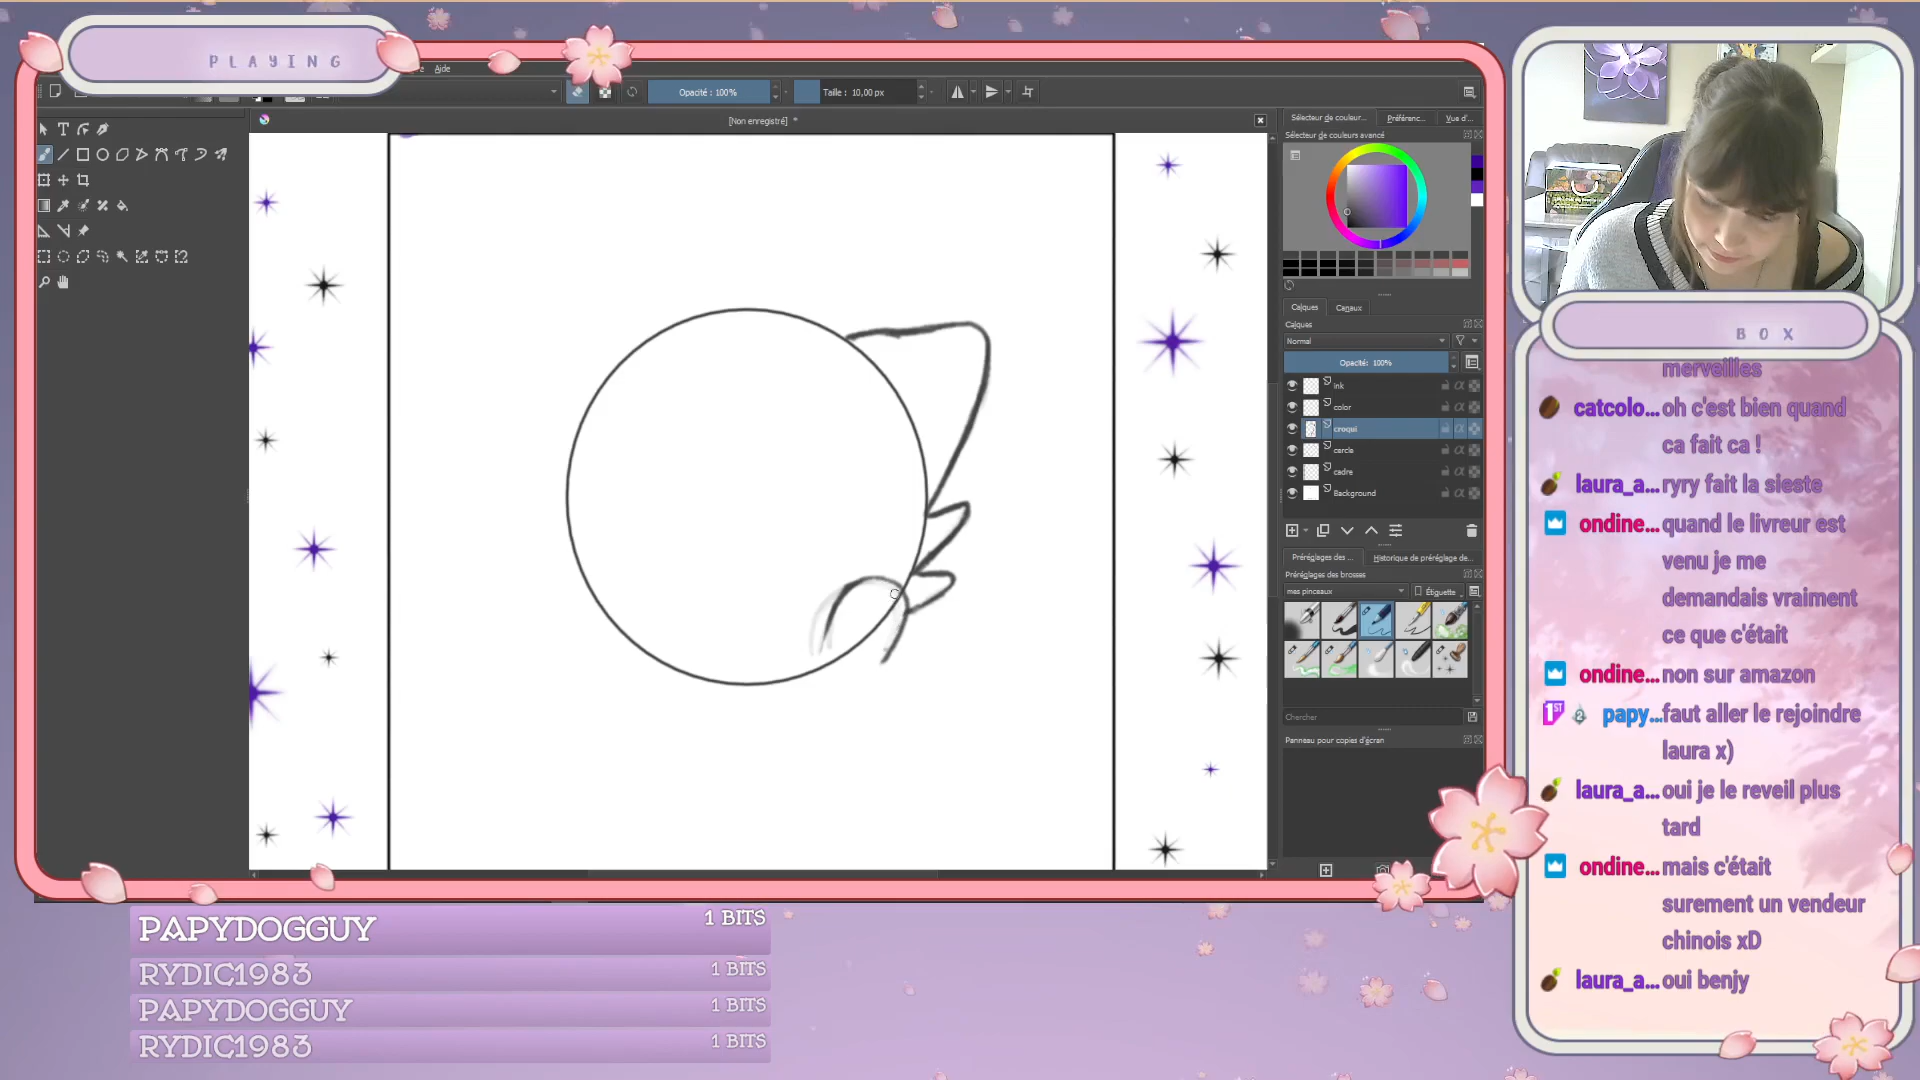 PLAYING
Aide
Opacité : 100%
Taille : 10,00 px
[Non enregistré] *
Sélecteur de couleur...
Préférenc...
Vue d'...
Sélecteur de couleurs avancé
Calques
Canaux
Calques
Normal
Opacité: 100%
ink
color
croqui
cercle
cadre
Background
Préréglages des ...
Historique de préréglage de...
Préréglages des brosses
mes pinceaux
Étiquette
Chercher
Panneau pour copies d'écran
BOX
merveilles
catcolo... oh c'est bien quand
ca fait ca !
laura_a... ryry fait la sieste
ondine... quand le livreur est
venu je me
demandais vraiment
ce que c'était
ondine... non sur amazon
1ST 2 papy... faut aller le rejoindre
laura x)
laura_a... oui je le reveil plus
tard
ondine... mais c'était
surement un vendeur
chinois xD
laura_a... oui benjy
PAPYDOGGUY 1 BITS
RYDIC1983 1 BITS
PAPYDOGGUY 1 BITS
RYDIC1983 1 BITS